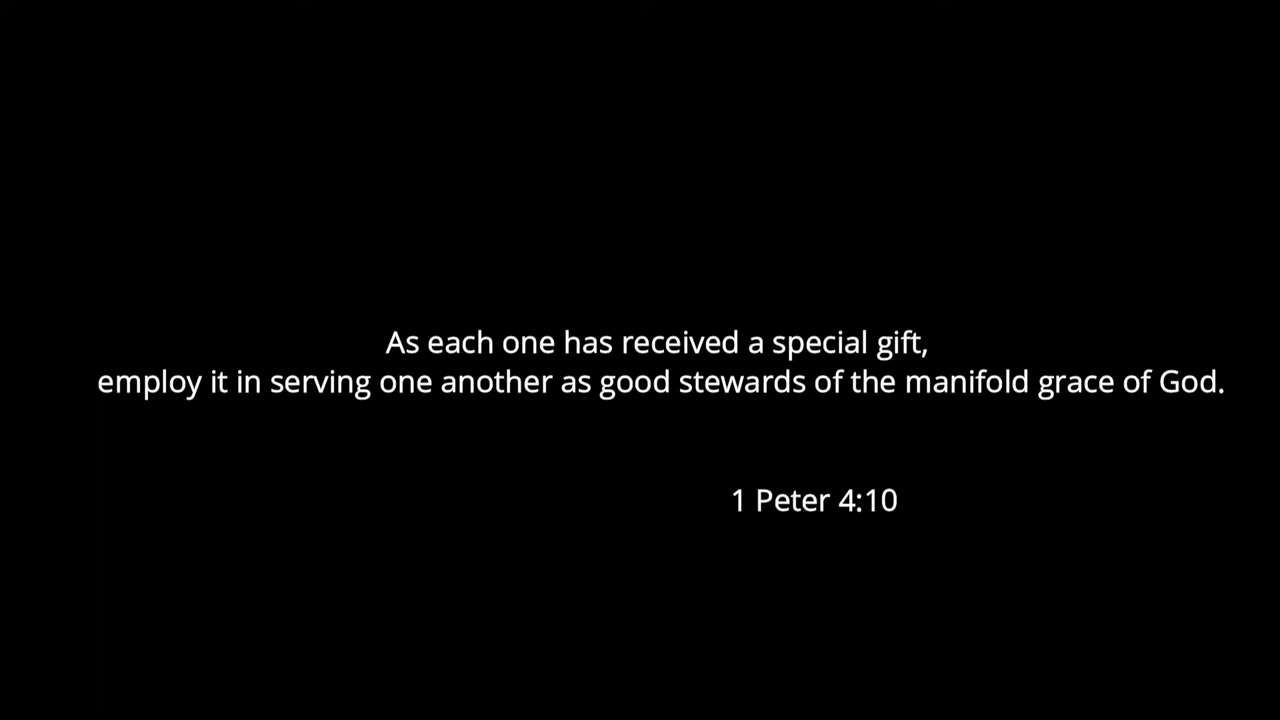 As each one has received a special gift,
employ it in serving one another as good stewards of the manifold grace of God.
1 Peter 4:10